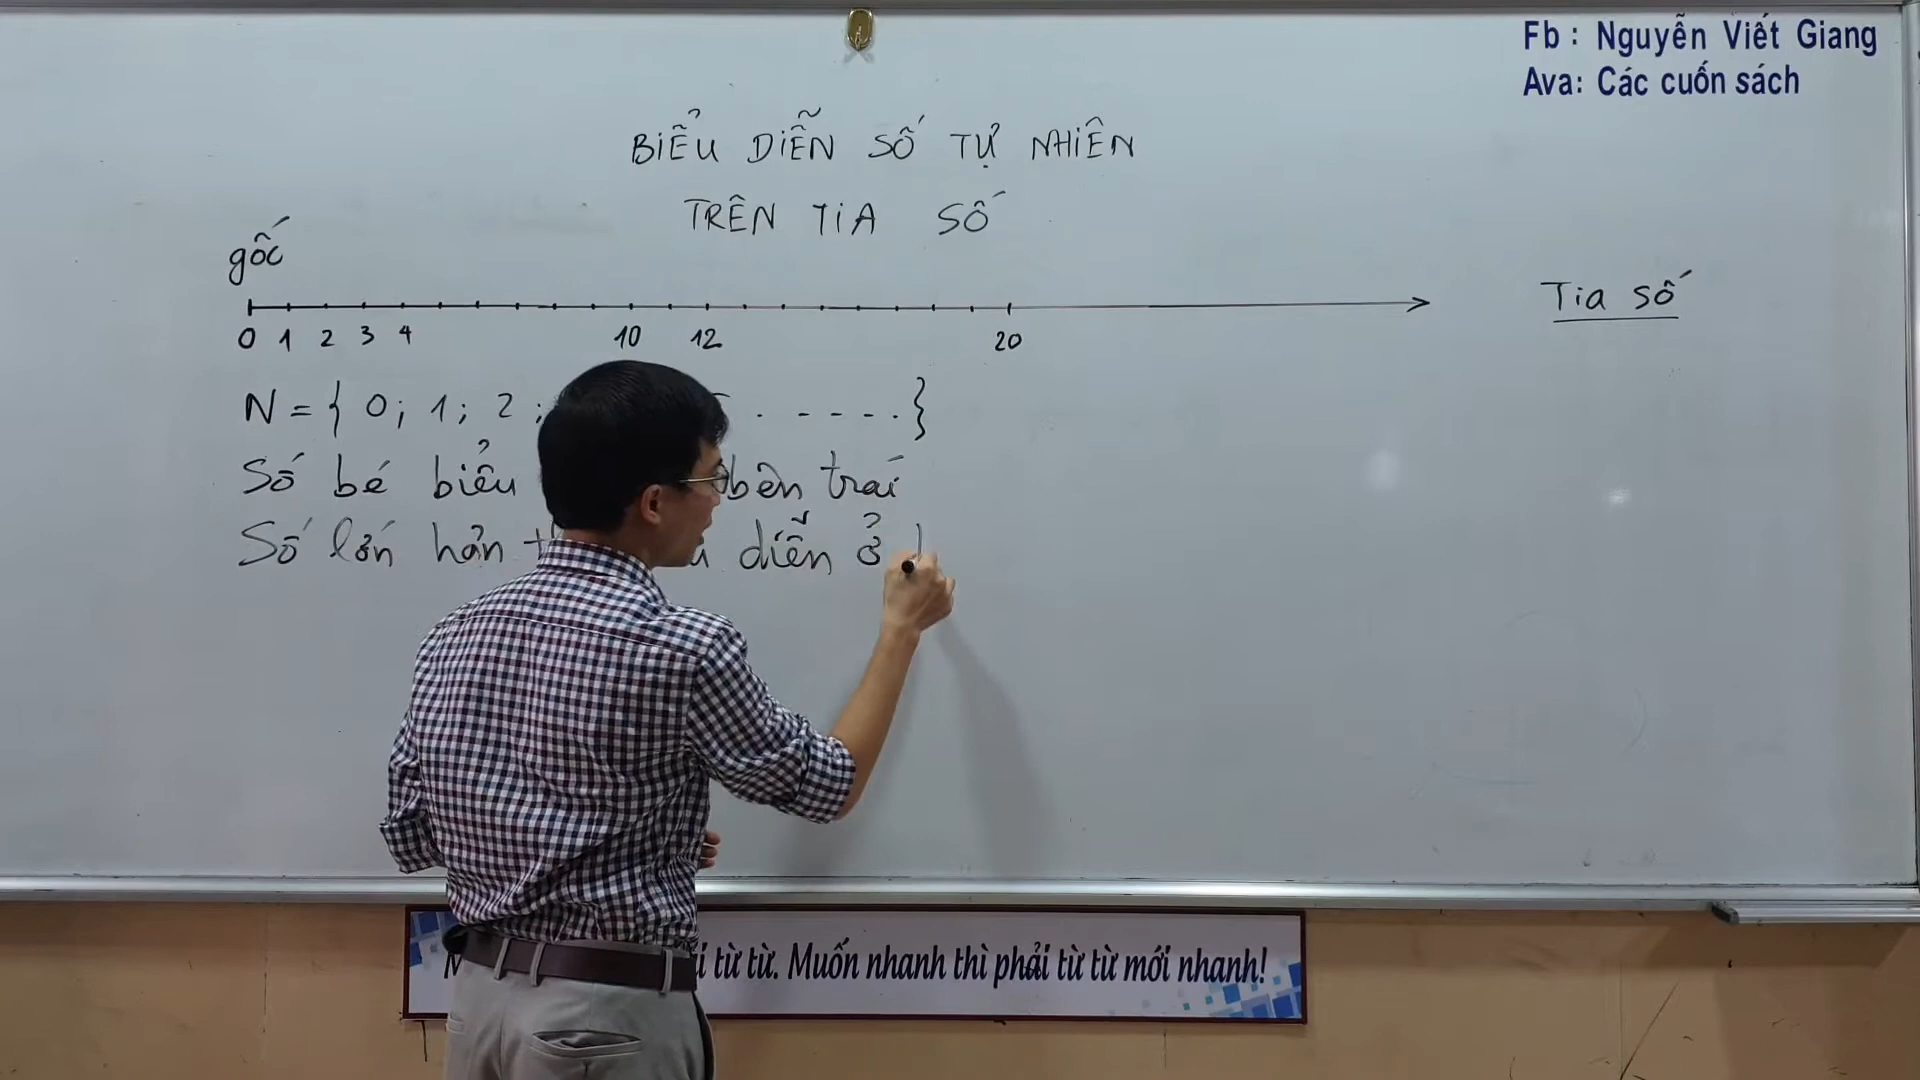 Fb : Nguyễn Viết Giang
Ava: Các cuốn sách
BIỂU DIỄN SỐ TỰ NHIÊN
TRÊN TIA SỐ
gốc
Tia số
0 1 2 3 4 10 12 20
N = { 0; 1; 2 ; . - - - - . }
Số bé biểu bên trái
Số lớn hơn diễn ở
từ từ. Muốn nhanh thì phải từ từ mới nhanh!